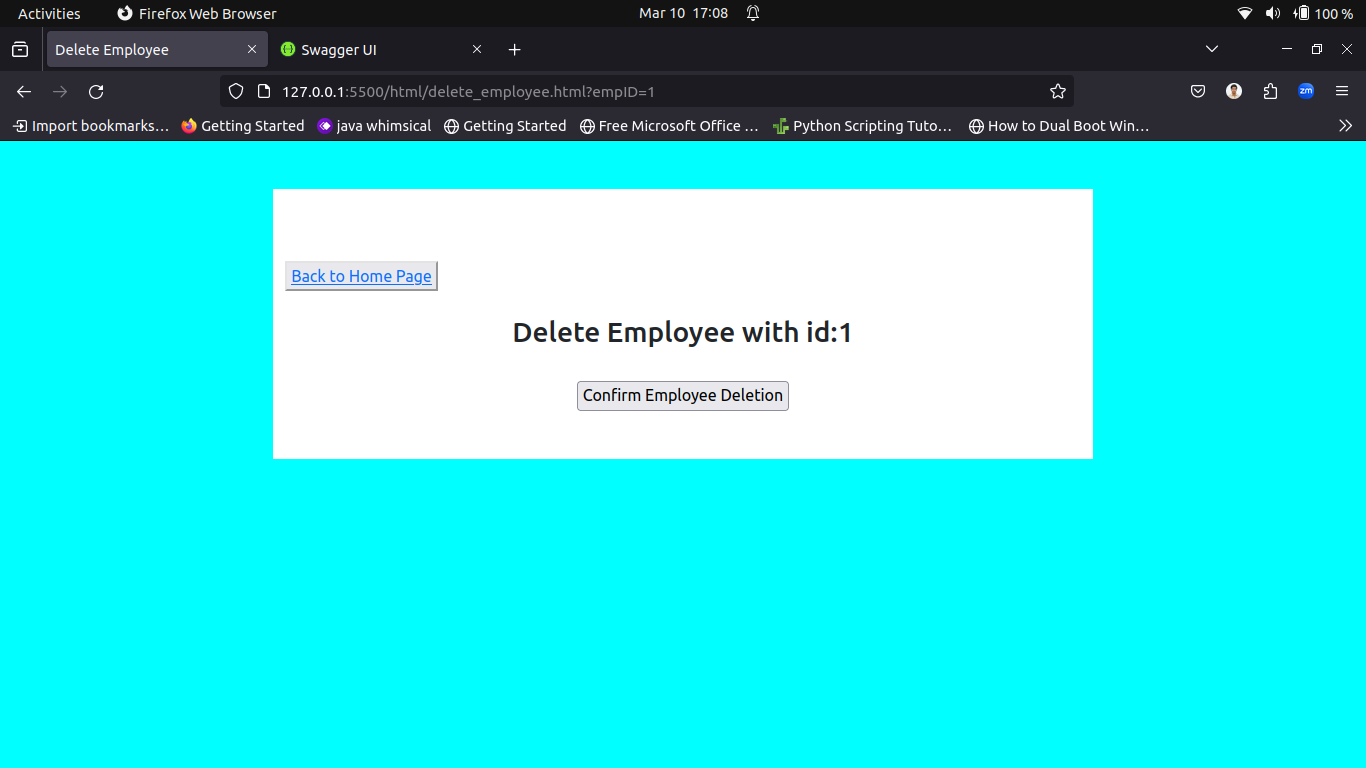 Activities Firefox Web Browser Mar 10 17:08 100 %
Delete Employee Swagger UI
127.0.0.1:5500/html/delete_employee.html?empID=1 zm
Import bookmarks… Getting Started java whimsical Getting Started Free Microsoft Office … Python Scripting Tuto… How to Dual Boot Win…
Back to Home Page
Delete Employee with id:1
Confirm Employee Deletion